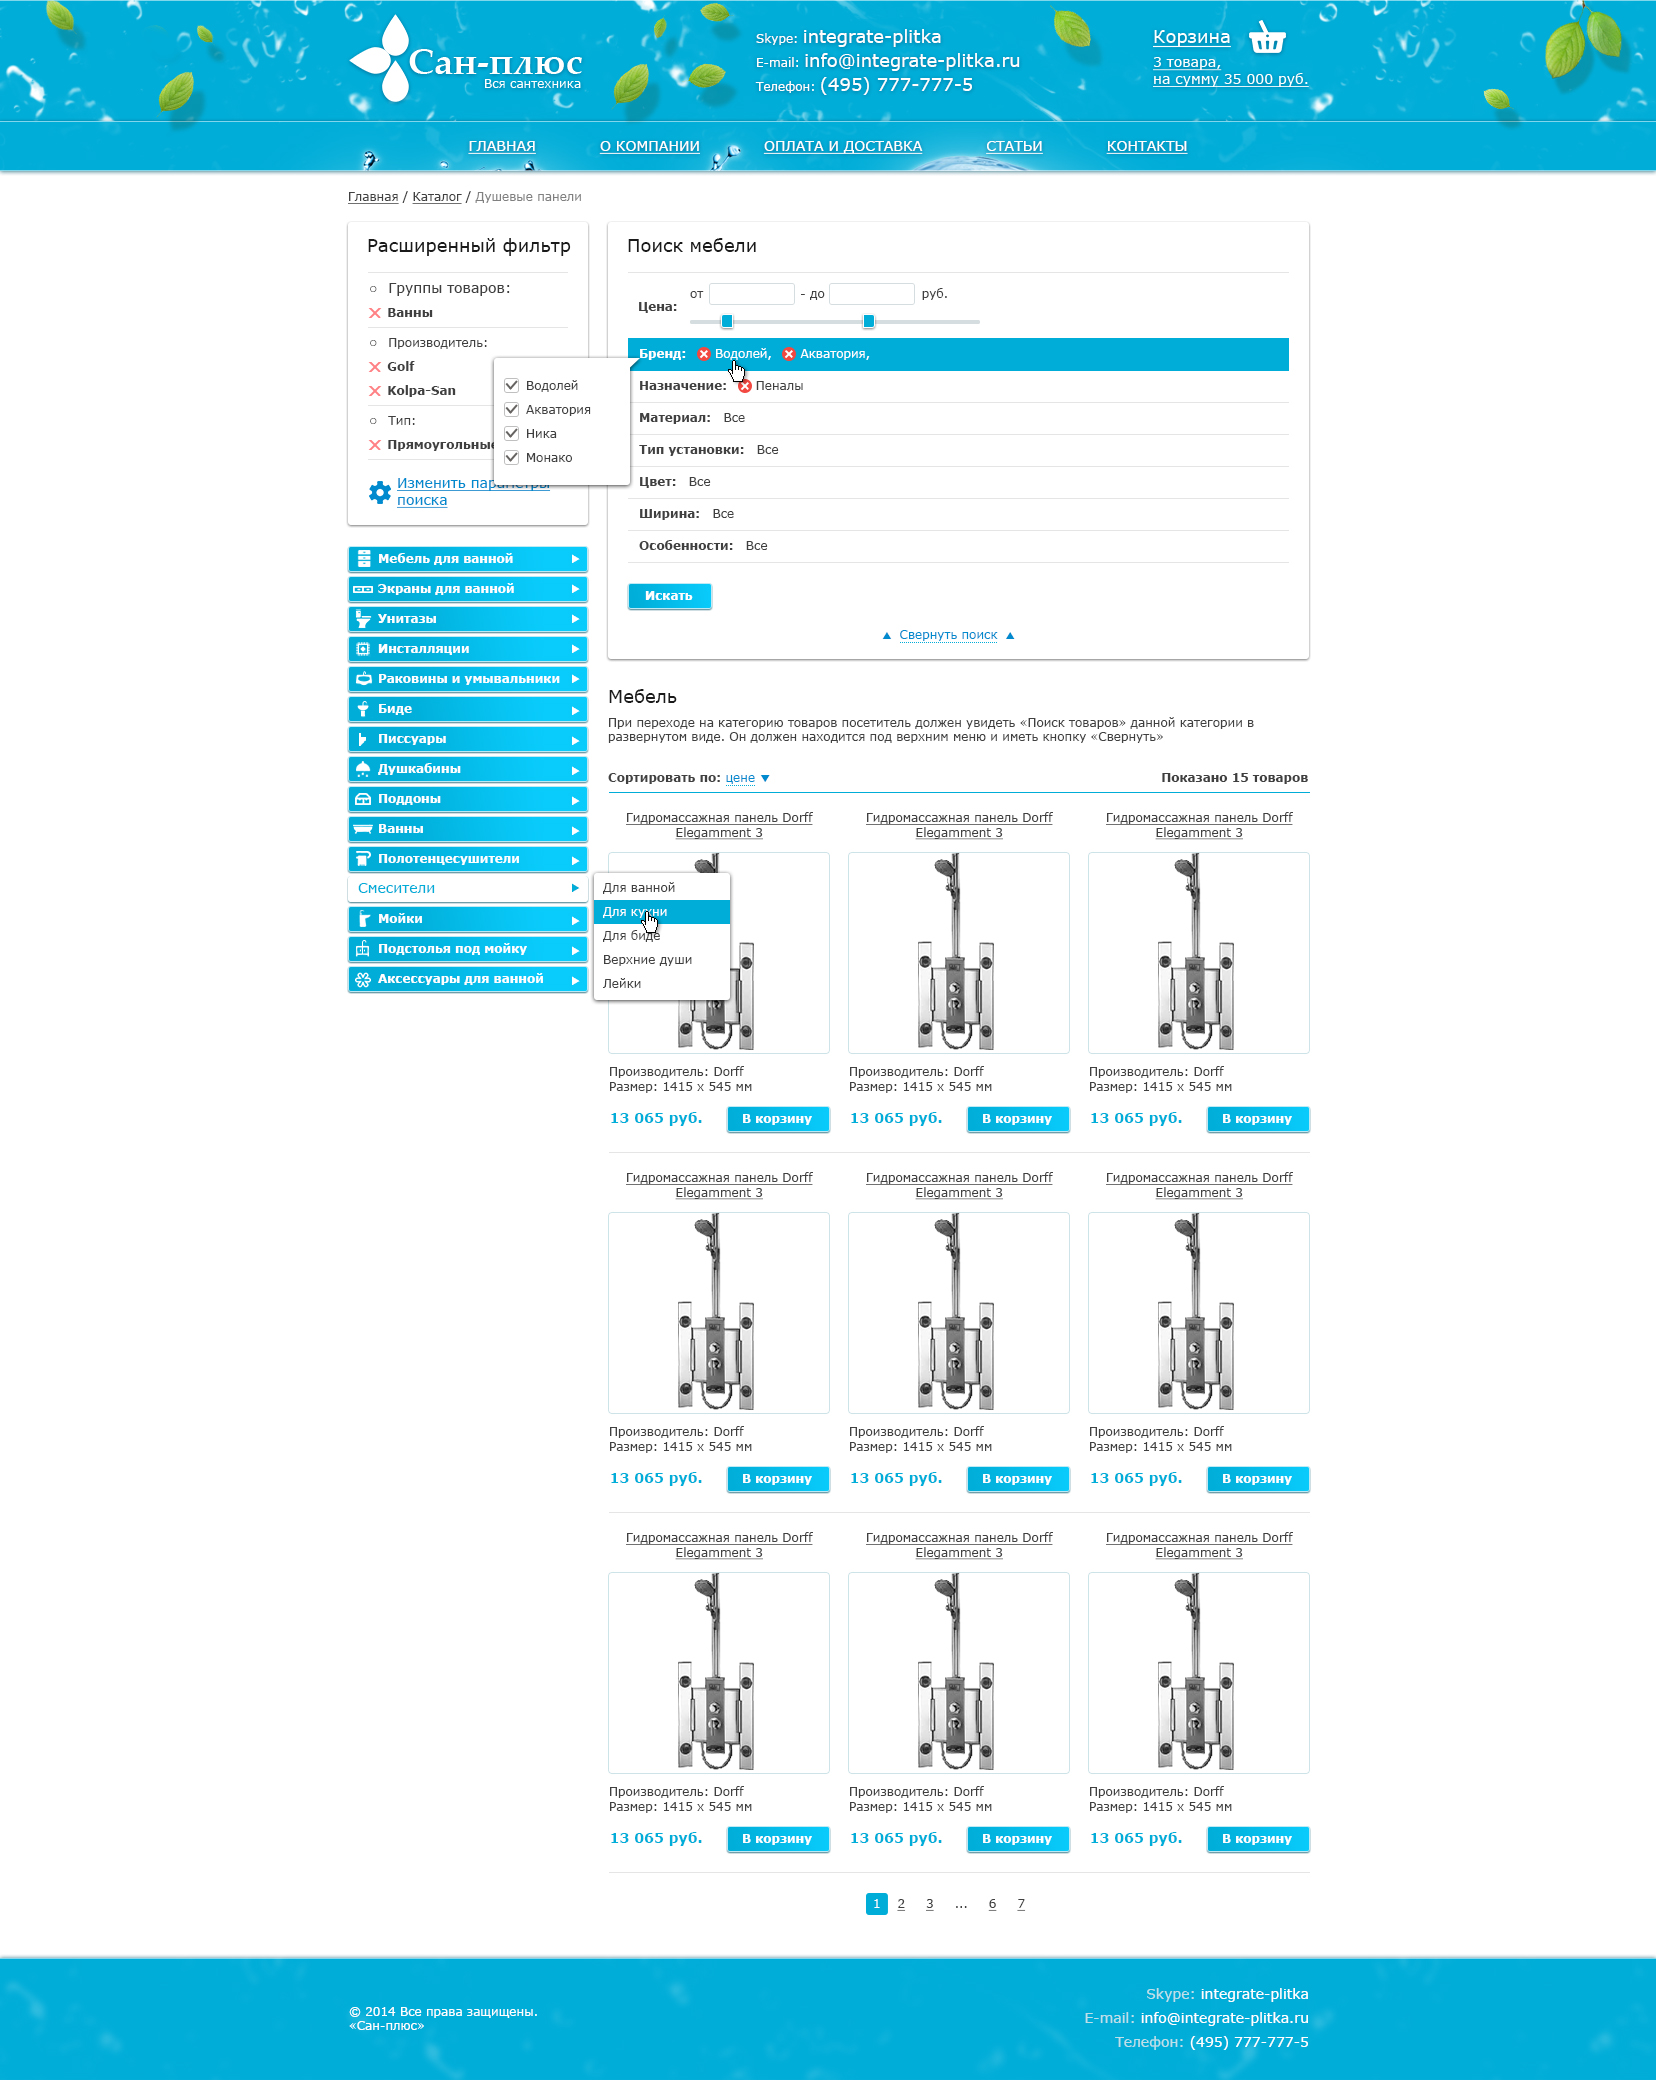 Сан-плюс
Вся сантехника
Skype: integrate-plitka
E-mail: info@integrate-plitka.ru
Телефон: (495) 777-777-5
Корзина
3 товара,
на сумму 35 000 руб.
ГЛАВНАЯ О КОМПАНИИ ОПЛАТА И ДОСТАВКА СТАТЬИ КОНТАКТЫ
Главная / Каталог / Душевые панели
Расширенный фильтр
Группы товаров:
Ванны
Производитель:
Golf
Kolpa-San
Тип:
Прямоугольные
Изменить параметры
поиска
Водолей
Акватория
Ника
Монако
Поиск мебели
Цена: от - до руб.
Бренд: Водолей, Акватория,
Назначение: Пеналы
Материал: Все
Тип установки: Все
Цвет: Все
Ширина: Все
Особенности: Все
Искать
Свернуть поиск
Мебель для ванной
Экраны для ванной
Унитазы
Инсталляции
Раковины и умывальники
Биде
Писсуары
Душкабины
Поддоны
Ванны
Полотенцесушители
Смесители
Мойки
Подстолья под мойку
Аксессуары для ванной
Для ванной
Для кухни
Для биде
Верхние души
Лейки
Мебель
При переходе на категорию товаров посетитель должен увидеть «Поиск товаров» данной категории в
развернутом виде. Он должен находится под верхним меню и иметь кнопку «Свернуть»
Сортировать по: цене Показано 15 товаров
Гидромассажная панель Dorff Гидромассажная панель Dorff Гидромассажная панель Dorff
Elegamment 3 Elegamment 3 Elegamment 3
Производитель: Dorff Производитель: Dorff Производитель: Dorff
Размер: 1415 x 545 мм Размер: 1415 x 545 мм Размер: 1415 x 545 мм
13 065 руб. В корзину 13 065 руб. В корзину 13 065 руб. В корзину
Гидромассажная панель Dorff Гидромассажная панель Dorff Гидромассажная панель Dorff
Elegamment 3 Elegamment 3 Elegamment 3
Производитель: Dorff Производитель: Dorff Производитель: Dorff
Размер: 1415 x 545 мм Размер: 1415 x 545 мм Размер: 1415 x 545 мм
13 065 руб. В корзину 13 065 руб. В корзину 13 065 руб. В корзину
Гидромассажная панель Dorff Гидромассажная панель Dorff Гидромассажная панель Dorff
Elegamment 3 Elegamment 3 Elegamment 3
Производитель: Dorff Производитель: Dorff Производитель: Dorff
Размер: 1415 x 545 мм Размер: 1415 x 545 мм Размер: 1415 x 545 мм
13 065 руб. В корзину 13 065 руб. В корзину 13 065 руб. В корзину
1 2 3 ... 6 7
© 2014 Все права защищены.
«Сан-плюс»
Skype: integrate-plitka
E-mail: info@integrate-plitka.ru
Телефон: (495) 777-777-5